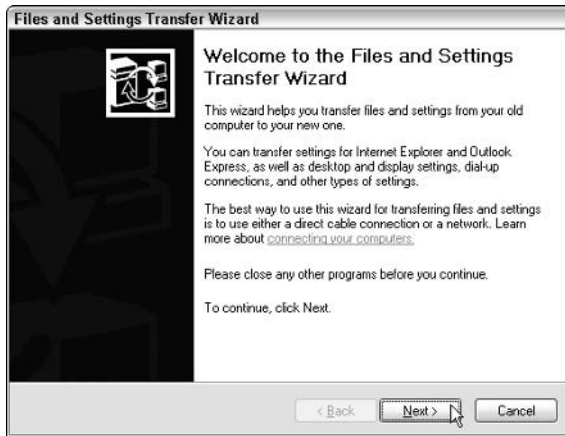 Files and Settings Transfer Wizard
Welcome to the Files and Settings
Transfer Wizard
This wizard helps you transfer files and settings from your old
computer to your new one.
You can transfer settings for Internet Explorer and Outlook
Express, as well as desktop and display settings, dial-up
connections, and other types of settings.
The best way to use this wizard for transferring files and settings
is to use either a direct cable connection or a network. Learn
more about connecting your computers.
Please close any other programs before you continue.
To continue, click Next.
< Back Next > Cancel